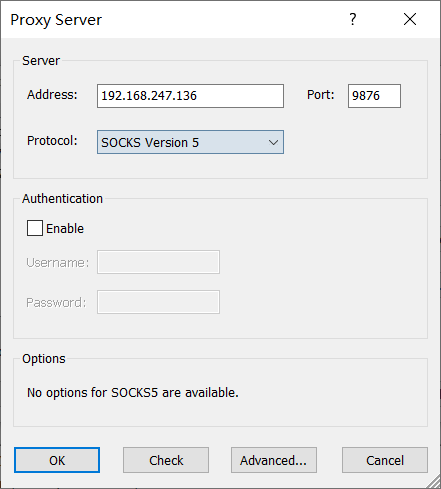 Proxy Server ?
Server
Address: 192.168.247.136 Port: 9876
Protocol: SOCKS Version 5
Authentication
Enable
Username:
Password:
Options
No options for SOCKS5 are available.
OK Check Advanced... Cancel